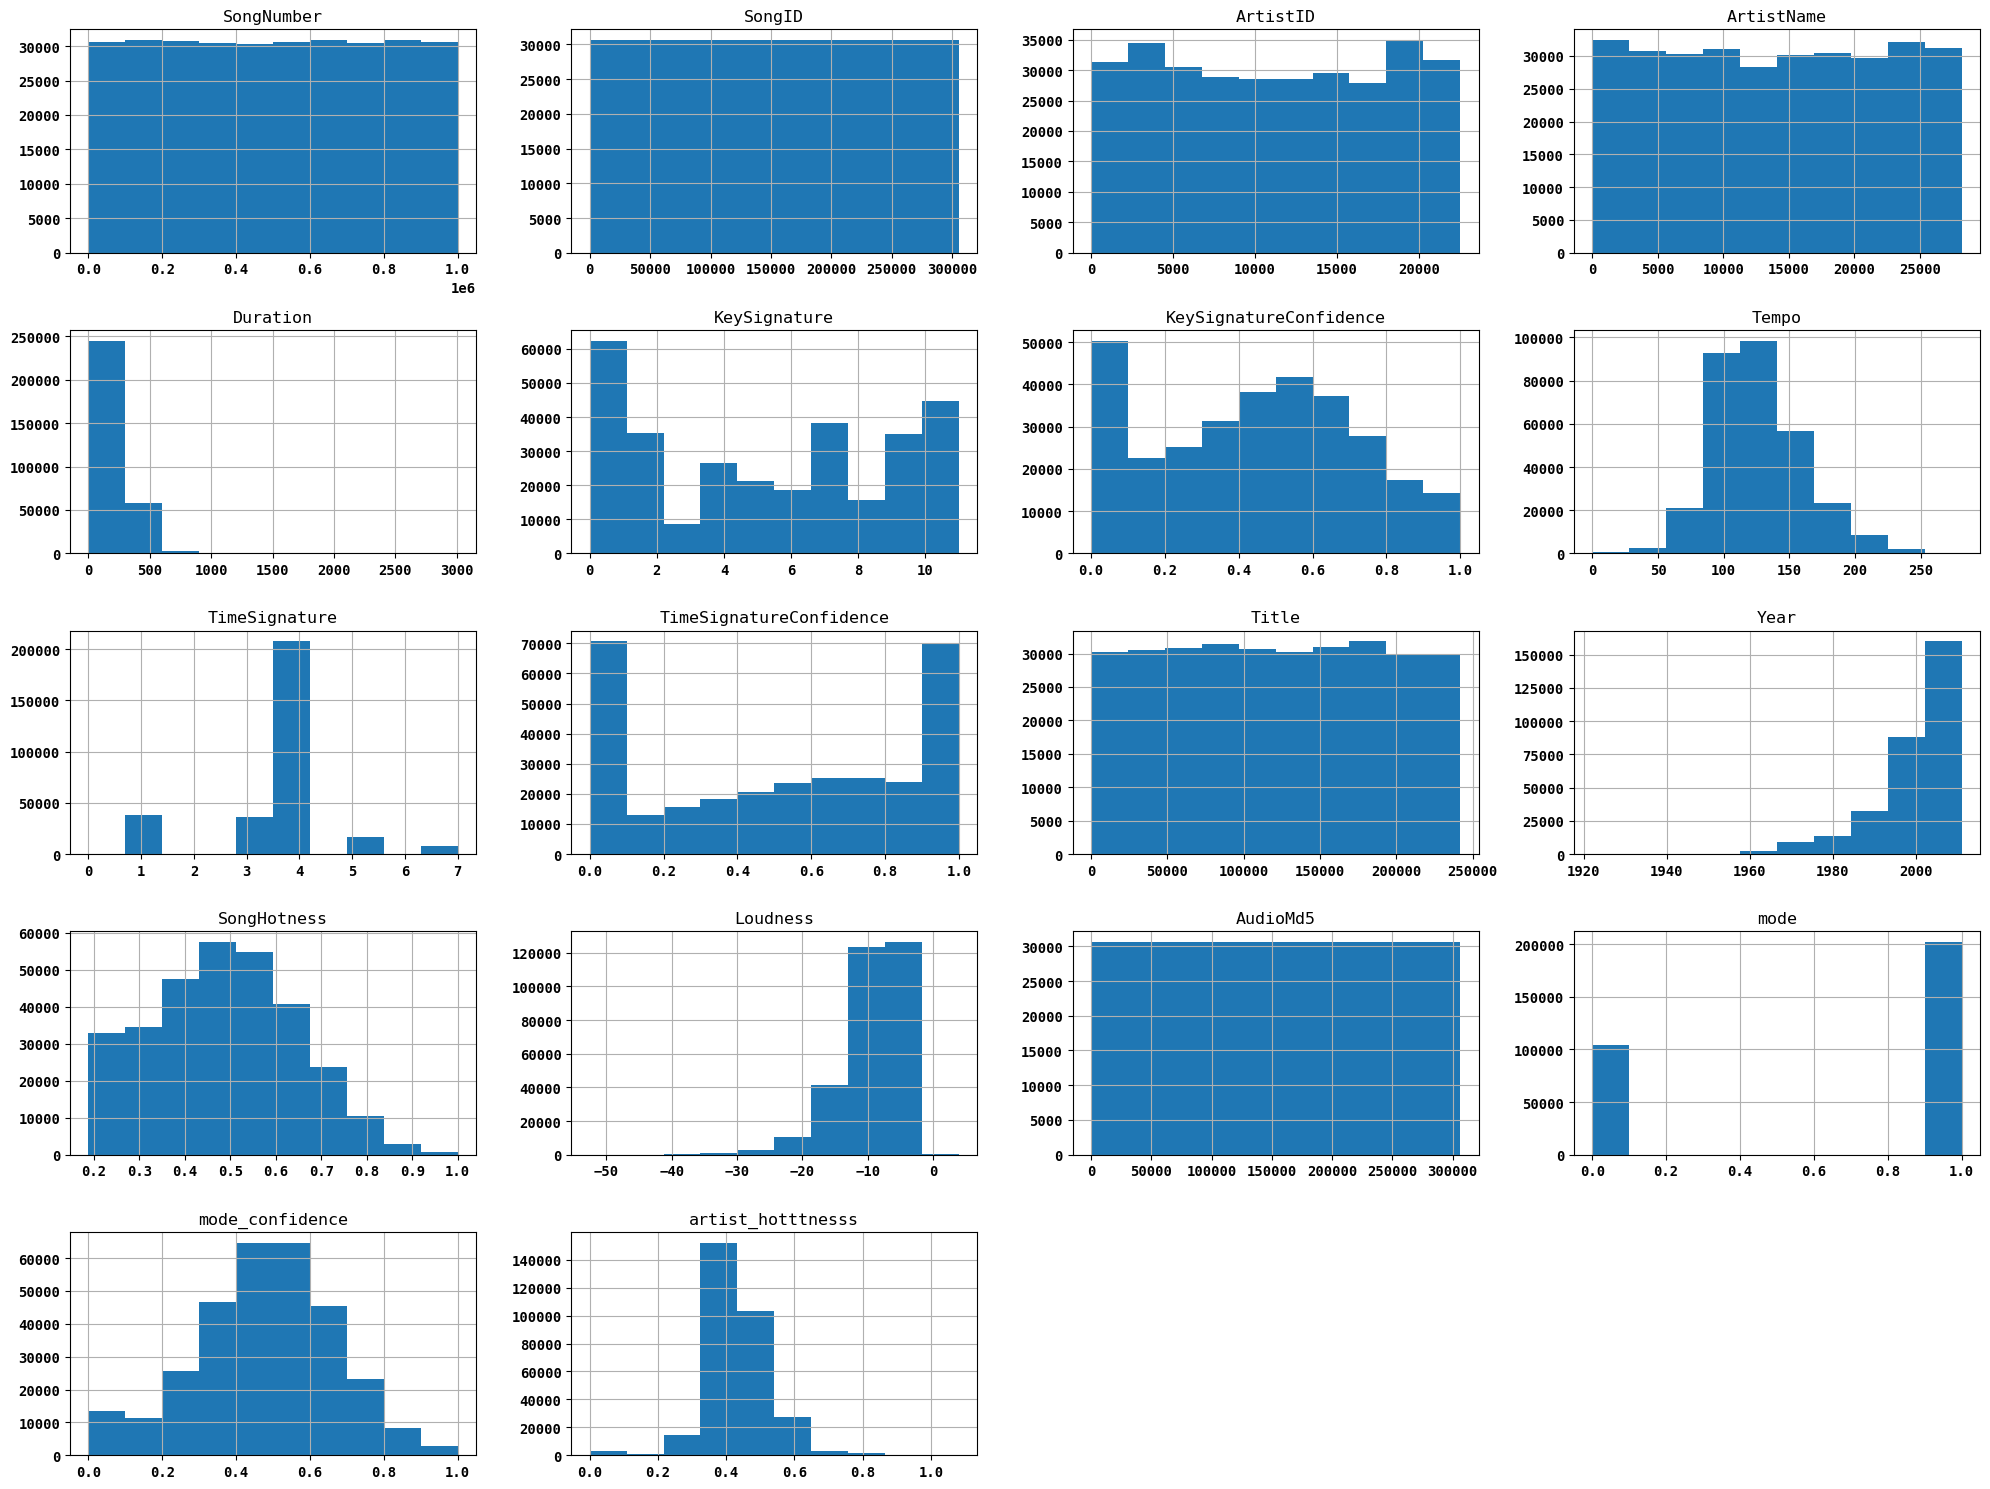 SongNumber SongID ArtistID ArtistName
30000 30000 35000 30000
25000 25000 30000 25000
20000 20000 25000 20000
15000 15000 20000 15000
10000 10000 15000 10000
5000 5000 10000 5000
0 0 5000 0
0
0.0 0.2 0.4 0.6 0.8 1.0 0 50000 100000 150000 200000 250000 300000 0 5000 10000 15000 20000 0 5000 10000 15000 20000 25000
1e6
Duration KeySignature KeySignatureConfidence Tempo
250000 60000 50000 100000
200000 50000 40000 80000
150000 40000 30000 60000
100000 30000 20000 40000
50000 20000 10000 20000
0 10000 0 0
0
0 500 1000 1500 2000 2500 3000 0 2 4 6 8 10 0.0 0.2 0.4 0.6 0.8 1.0 0 50 100 150 200 250
TimeSignature TimeSignatureConfidence Title Year
200000 70000 30000 150000
150000 60000 25000 125000
100000 50000 20000 100000
50000 40000 15000 75000
0 30000 10000 50000
20000 5000 25000
10000 0 0
0
0 1 2 3 4 5 6 7 0.0 0.2 0.4 0.6 0.8 1.0 0 50000 100000 150000 200000 250000 1920 1940 1960 1980 2000
SongHotness Loudness AudioMd5 mode
60000 120000 30000 200000
50000 100000 25000 150000
40000 80000 20000 100000
30000 60000 15000 50000
20000 40000 10000 0
10000 20000 5000
0 0 0
0.2 0.3 0.4 0.5 0.6 0.7 0.8 0.9 1.0 −50 −40 −30 −20 −10 0 0 50000 100000 150000 200000 250000 300000 0.0 0.2 0.4 0.6 0.8 1.0
mode_confidence artist_hotttnesss
60000 140000
50000 120000
40000 100000
30000 80000
20000 60000
10000 40000
0 20000
0
0.0 0.2 0.4 0.6 0.8 1.0 0.0 0.2 0.4 0.6 0.8 1.0